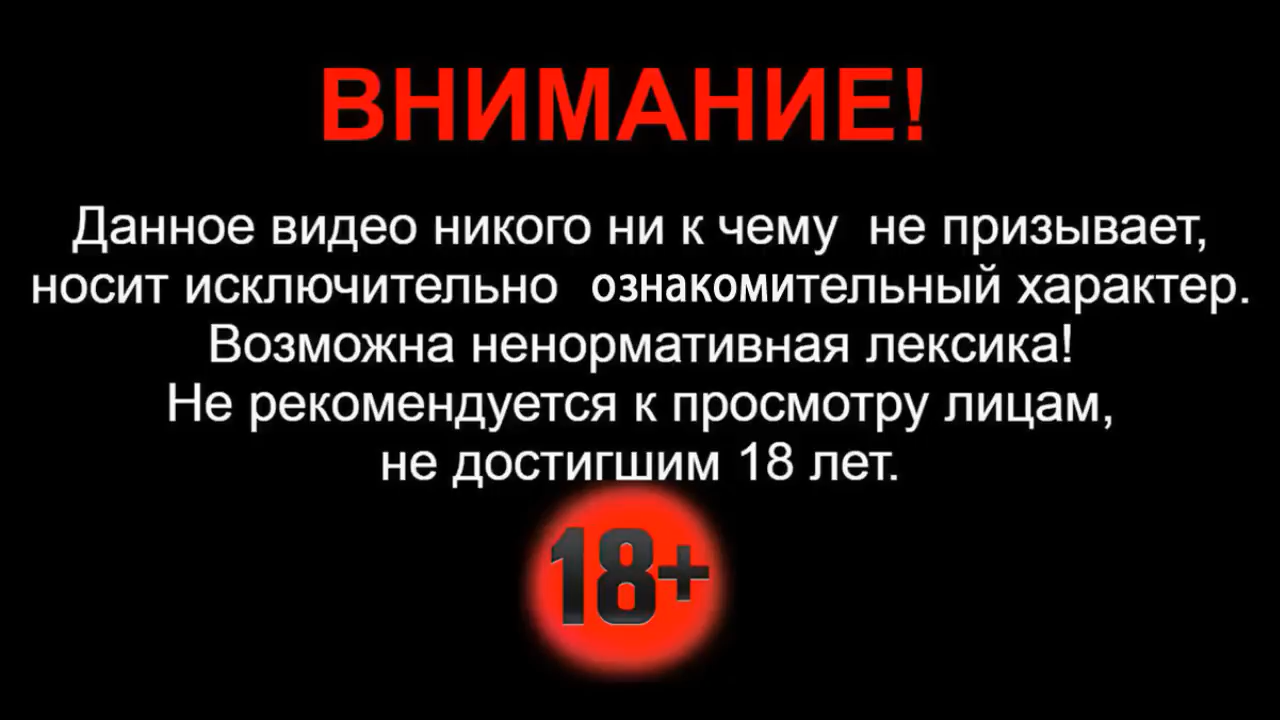 ВНИМАНИЕ!
Данное видео никого ни к чему не призывает,
носит исключительно ознакомительный характер.
Возможна ненормативная лексика!
Не рекомендуется к просмотру лицам,
не достигшим 18 лет.
18+